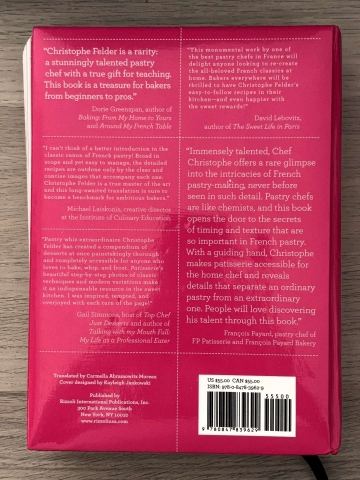 "Christophe Felder is a rarity:
a stunningly talented pastry
chef with a true gift for teaching.
This book is a treasure for bakers
from beginners to pros."
Dorie Greenspan, author of
Baking: From My Home to Yours
and Around My French Table
"This monumental work by one of
the best pastry chefs in France will
delight anyone looking to re-create
the all-beloved French classics at
home. Bakers everywhere will be
thrilled to have Christophe Felder's
easy-to-follow recipes in their
kitchen—and even happier with
the sweet rewards!"
David Lebovitz,
author of The Sweet Life in Paris
"I can't think of a better introduction to the
classic canon of French pastry! Broad in
scope and yet easy to manage, the detailed
recipes are outdone only by the clear and
concise images that accompany each one.
Christophe Felder is a true master of the art
and this long-awaited translation is sure to
become a benchmark for ambitious bakers."
Michael Laiskonis, creative director
at the Institute of Culinary Education
"Pastry whiz extraordinaire Christophe
Felder has created a compendium of
desserts at once painstakingly thorough
and completely accessible for anyone who
loves to bake, whip, and frost. Patisserie's
beautiful step-by-step photos of classic
techniques and modern variations make
it an indispensable resource in the sweet
kitchen. I was inspired, tempted, and
overjoyed with each turn of the page!"
Gail Simmons, host of Top Chef
Just Desserts and author of
Talking with my Mouth Full:
My Life as a Professional Eater
"Immensely talented, Chef
Christophe offers a rare glimpse
into the intricacies of French
pastry-making, never before
seen in such detail. Pastry chefs
are like chemists, and this book
opens the door to the secrets
of timing and texture that are
so important in French pastry.
With a guiding hand, Christophe
makes patisserie accessible for
the home chef and reveals
details that separate an ordinary
pastry from an extraordinary
one. People will love discovering
his talent through this book."
François Payard, pastry chef of
FP Patisserie and François Payard Bakery
Translated by Carmella Abramowitz Moreau
Cover designed by Kayleigh Jankowski
Published by
Rizzoli International Publications, Inc.
300 Park Avenue South
New York, NY 10010
www.rizzoliusa.com
US $55.00 CAN $55.00
ISBN: 978-0-8478-3962-9
55500
9 780847 839629